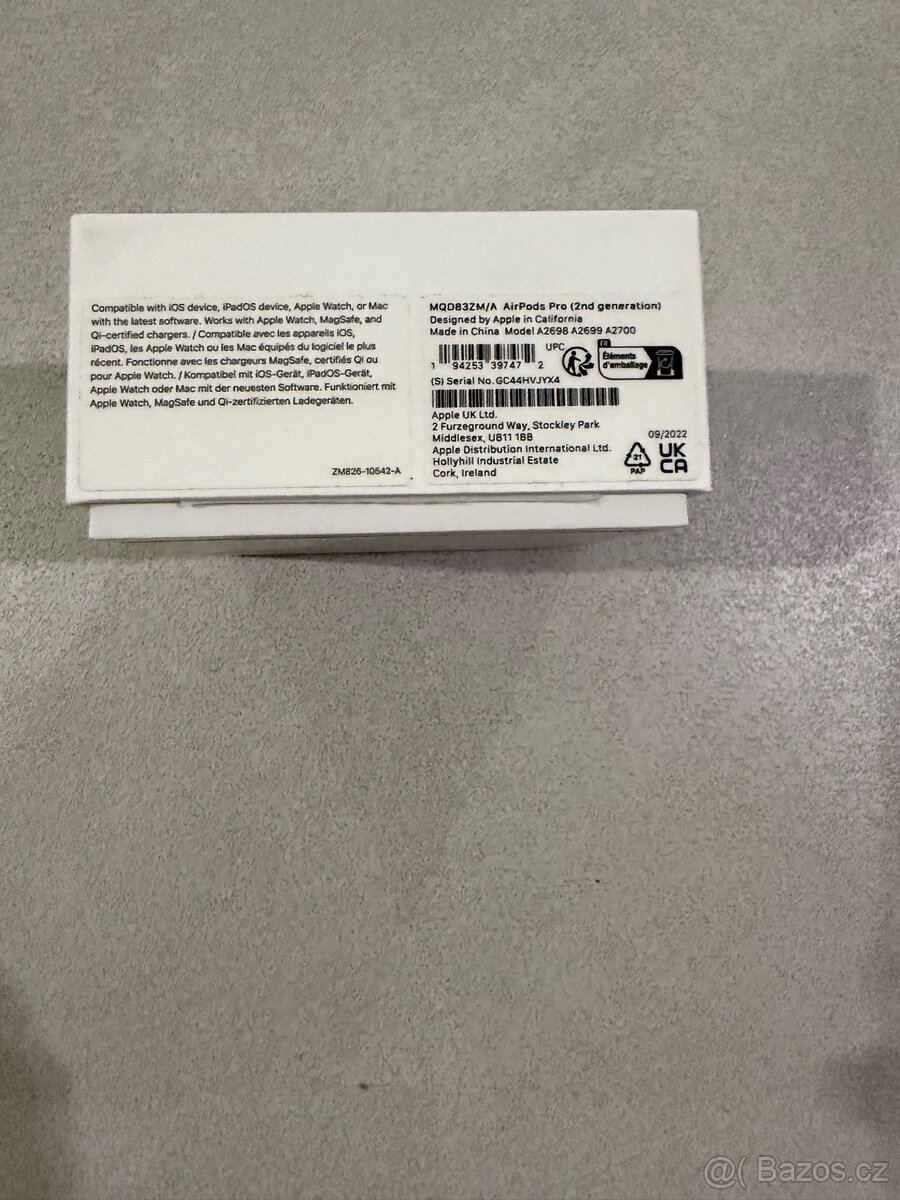 Compatible with iOS device, iPadOS device, Apple Watch, or Mac
with the latest software. Works with Apple Watch, MagSafe, and
Qi-certified chargers. / Compatible avec les appareils iOS,
iPadOS, les Apple Watch ou les Mac équipés du logiciel le plus
récent. Fonctionne avec les chargeurs MagSafe, certifiés Qi ou
pour Apple Watch. / Kompatibel mit iOS-Gerät, iPadOS-Gerät,
Apple Watch oder Mac mit der neuesten Software. Funktioniert mit
Apple Watch, MagSafe und Qi-zertifizierten Ladegeräten.
ZM826-10542-A
MQD83ZM/A AirPods Pro (2nd generation)
Designed by Apple in California
Made in China Model A2698 A2699 A2700
UPC
1 94253 39747 2
FR
Éléments
d'emballage
(S) Serial No. GC44HVJYX4
Apple UK Ltd.
2 Furzeground Way, Stockley Park
Middlesex, UB11 1BB
Apple Distribution International Ltd.
Hollyhill Industrial Estate
Cork, Ireland
09/2022
21
PAP
UK
CA
@( Bazos.cz